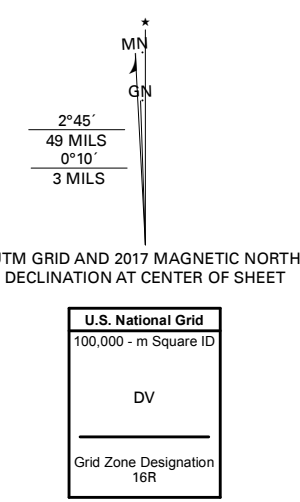 ★
MN
GN
2°45´
49 MILS
0°10´
3 MILS
UTM GRID AND 2017 MAGNETIC NORTH
DECLINATION AT CENTER OF SHEET
U.S. National Grid
100,000 - m Square ID
DV
Grid Zone Designation
16R